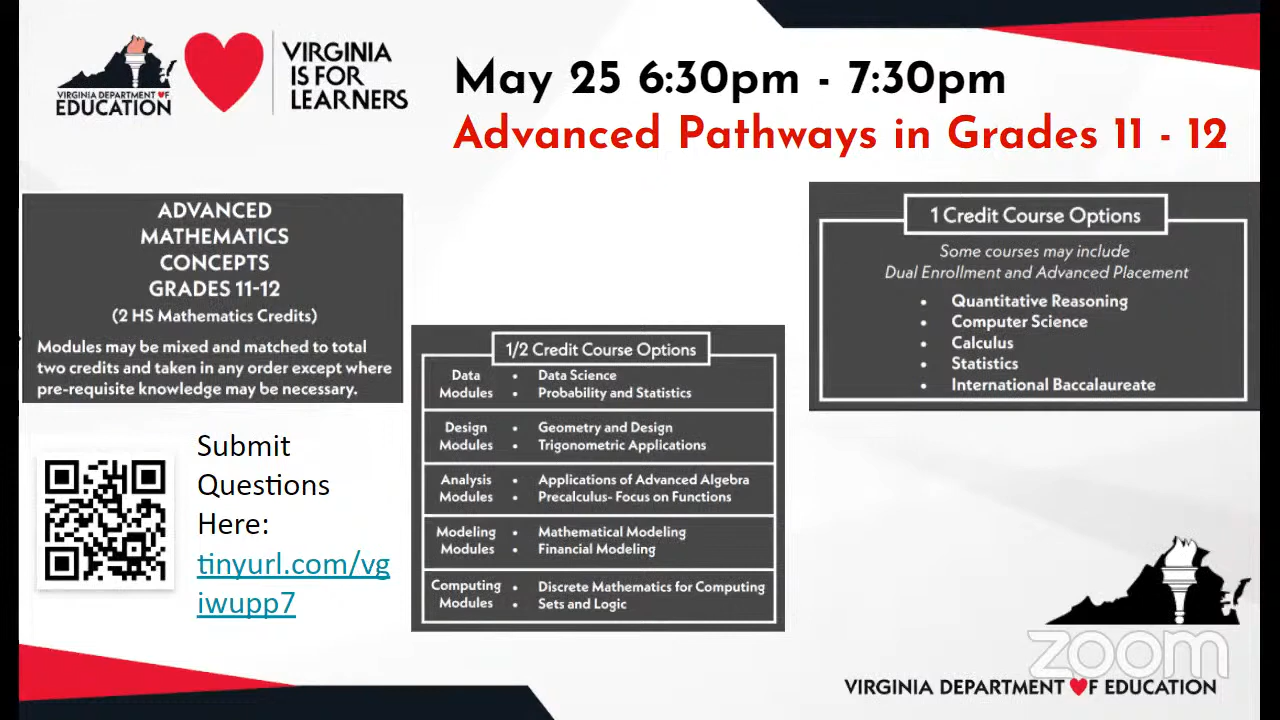 VIRGINIA DEPARTMENT OF
EDUCATION
VIRGINIA
IS FOR
LEARNERS
May 25 6:30pm - 7:30pm
Advanced Pathways in Grades 11 - 12
ADVANCED
MATHEMATICS
CONCEPTS
GRADES 11-12
(2 HS Mathematics Credits)
Modules may be mixed and matched to total
two credits and taken in any order except where
pre-requisite knowledge may be necessary.
Submit
Questions
Here:
tinyurl.com/vg
iwupp7
1/2 Credit Course Options
Data
Modules
• Data Science
• Probability and Statistics
Design
Modules
• Geometry and Design
• Trigonometric Applications
Analysis
Modules
• Applications of Advanced Algebra
• Precalculus- Focus on Functions
Modeling
Modules
• Mathematical Modeling
• Financial Modeling
Computing
Modules
• Discrete Mathematics for Computing
• Sets and Logic
1 Credit Course Options
Some courses may include
Dual Enrollment and Advanced Placement
• Quantitative Reasoning
• Computer Science
• Calculus
• Statistics
• International Baccalaureate
zoom
VIRGINIA DEPARTMENT OF EDUCATION